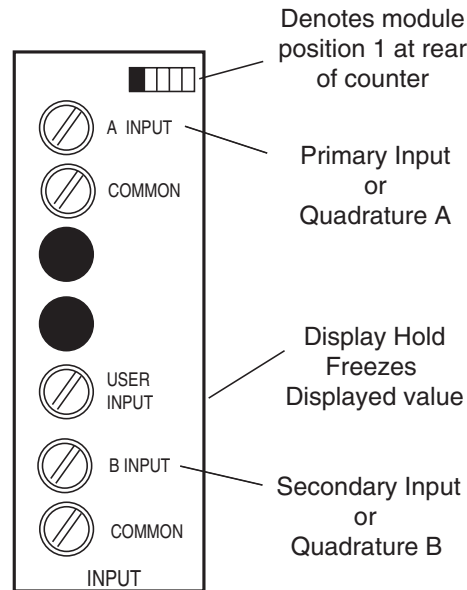 Denotes module
position 1 at rear
of counter
A INPUT
Primary Input
or
Quadrature A
COMMON
USER
INPUT
Display Hold
Freezes
Displayed value
B INPUT
Secondary Input
or
Quadrature B
COMMON
INPUT